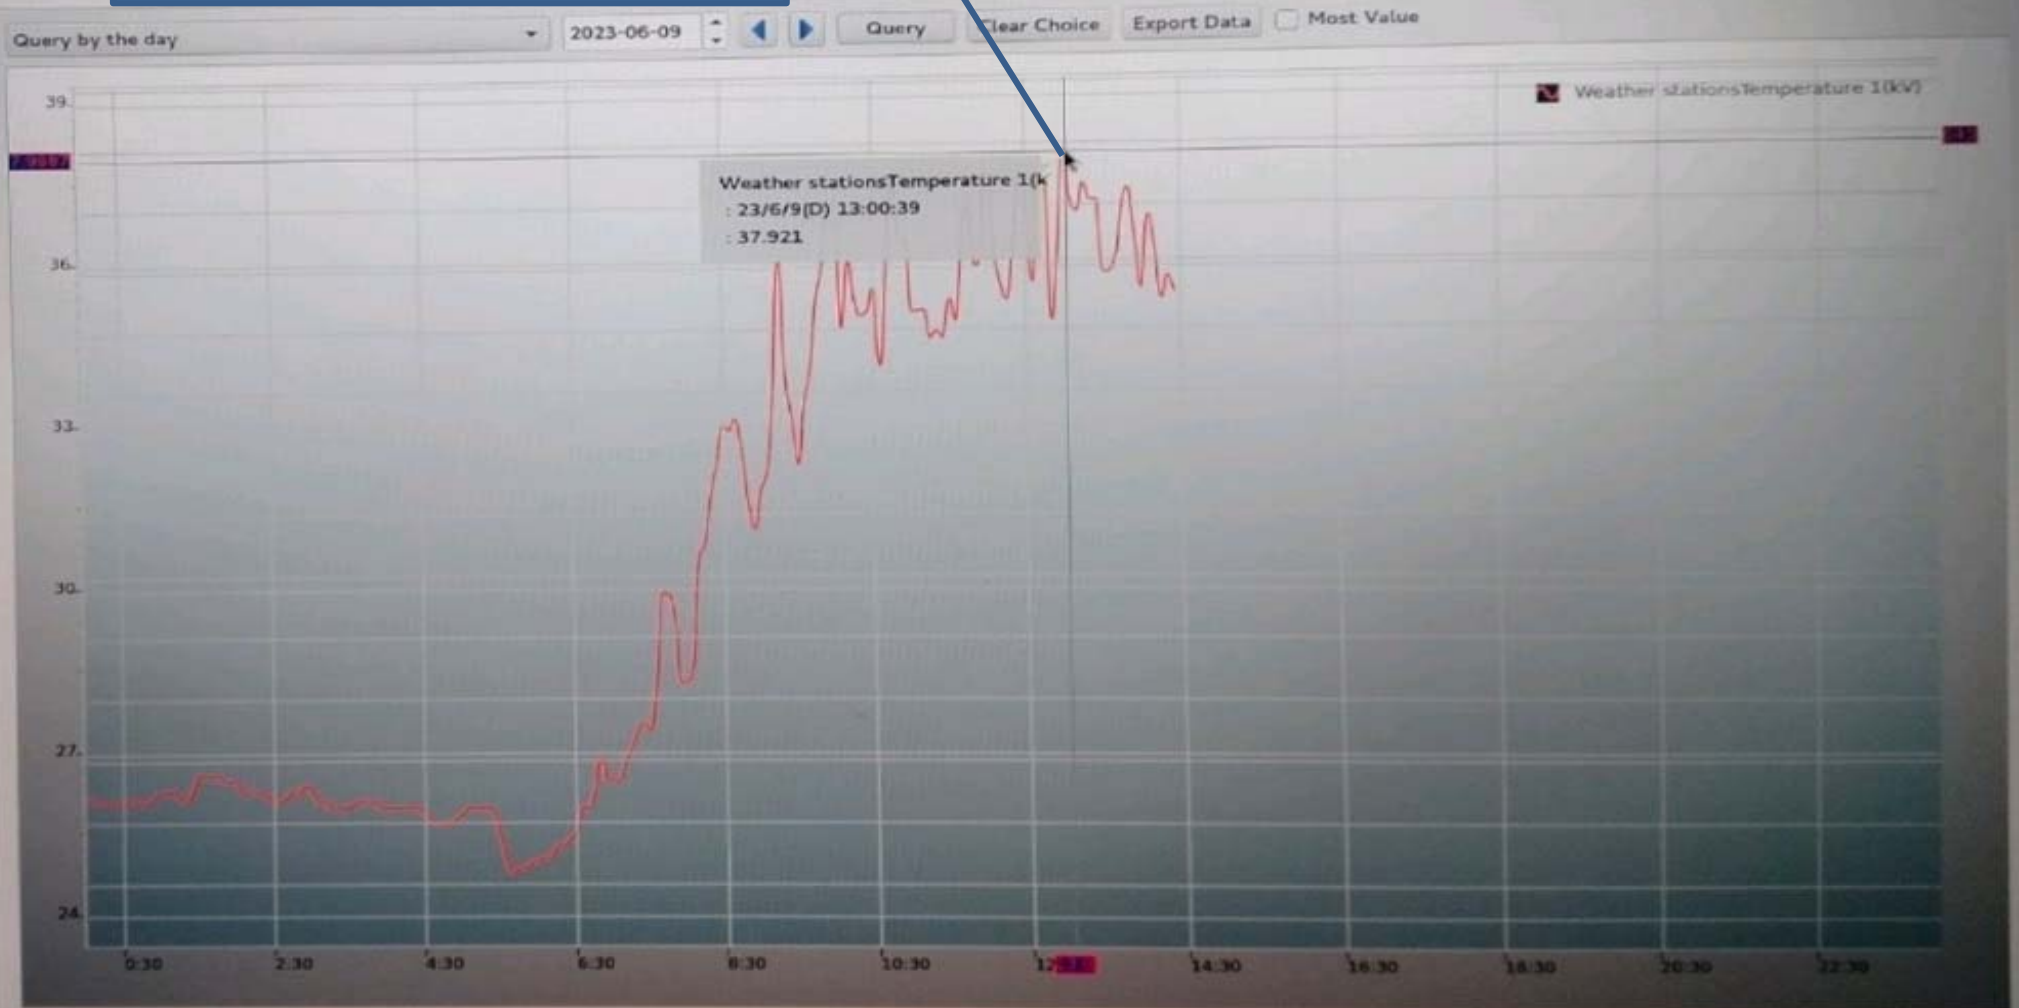 Query by the day
2023-06-09
Query
Clear Choice
Export Data
Most Value
Weather stationsTemperature 1(kV)
39
Weather stationsTemperature 1(k
: 23/6/9(D) 13:00:39
: 37.921
36
33
30
27
24
0:30
2:30
4:30
6:30
8:30
10:30
14:30
16:30
18:30
20:30
22:30